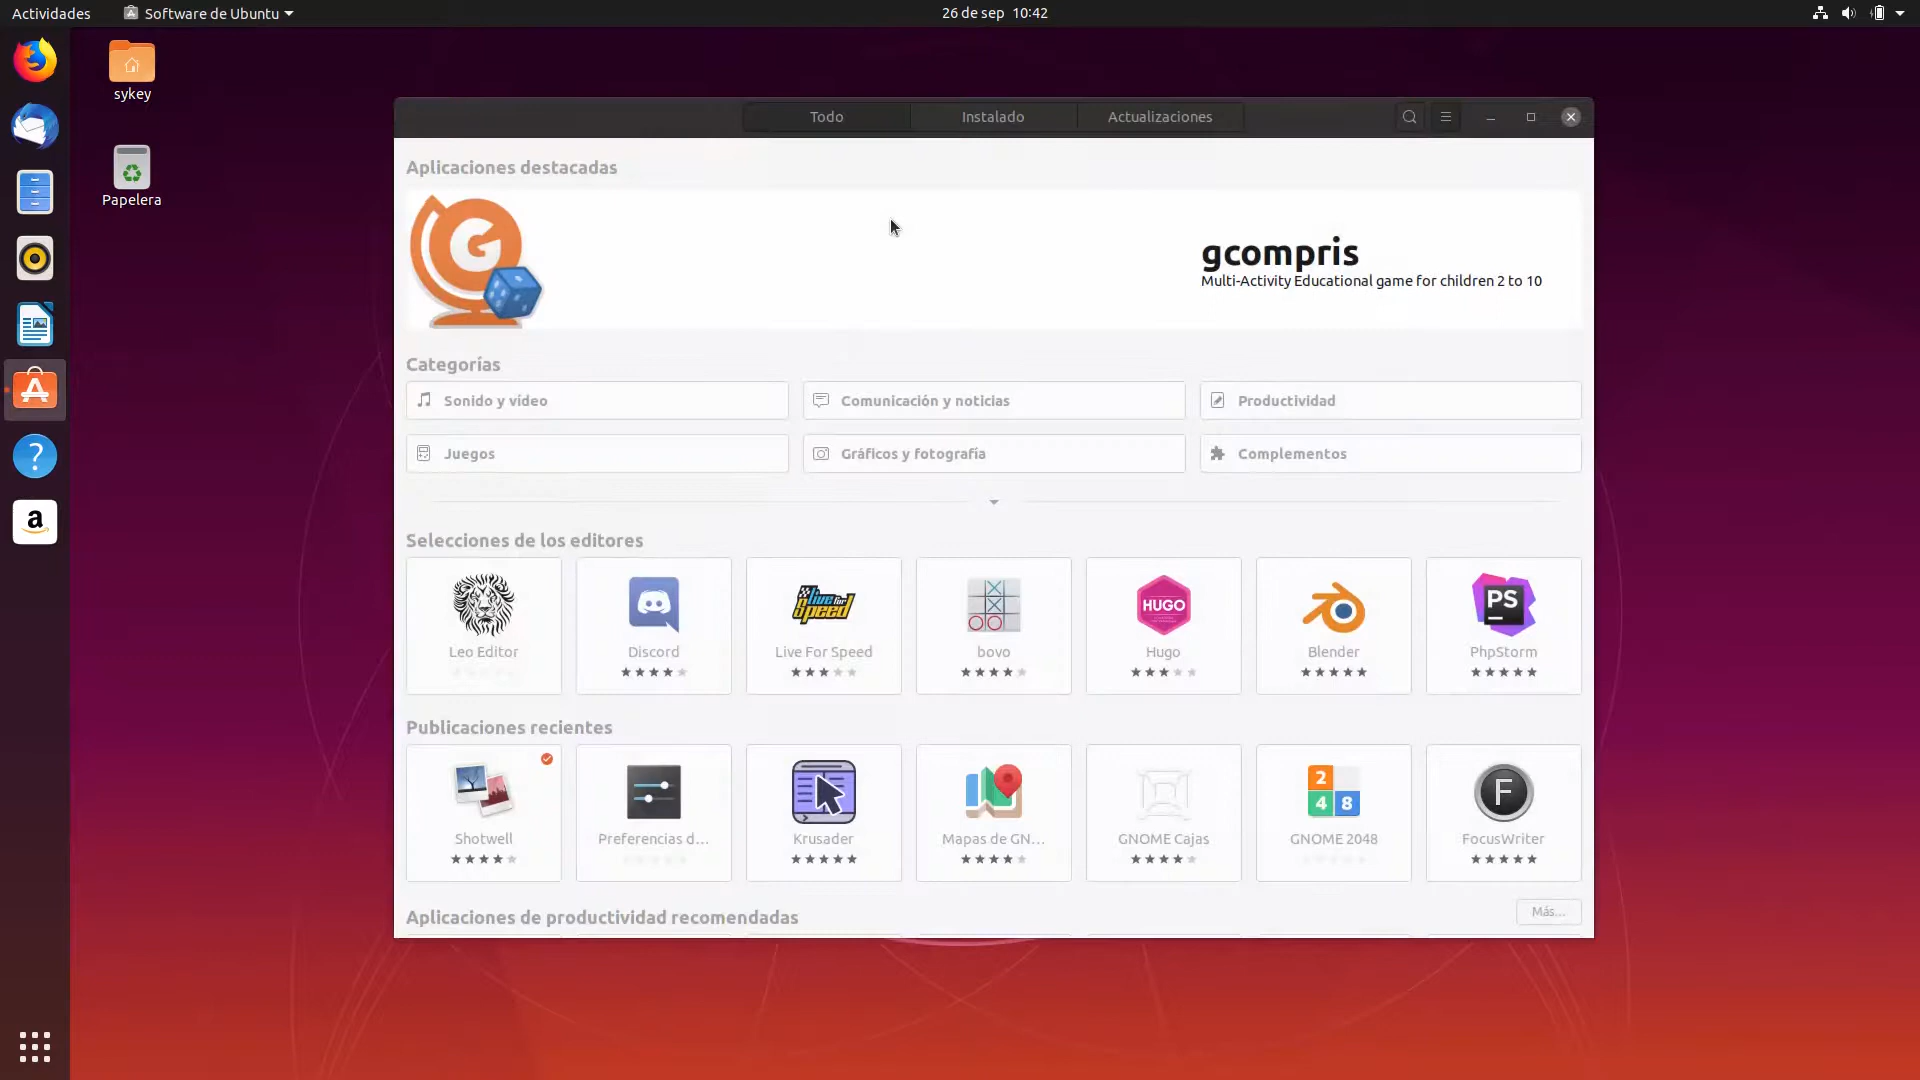 Actividades
Software de Ubuntu
26 de sep 10:42
sykey
Papelera
Todo
Instalado
Actualizaciones
Aplicaciones destacadas
G
gcompris
Multi-Activity Educational game for children 2 to 10
Categorías
Sonido y vídeo
Comunicación y noticias
Productividad
Juegos
Gráficos y fotografía
Complementos
Selecciones de los editores
Live for Speed
HUGO
PS
Leo Editor
Discord
Live For Speed
bovo
Hugo
Blender
PhpStorm
Publicaciones recientes
2
4 8
F
Shotwell
Preferencias d...
Krusader
Mapas de GN...
GNOME Cajas
GNOME 2048
FocusWriter
Aplicaciones de productividad recomendadas
Más...
?
a